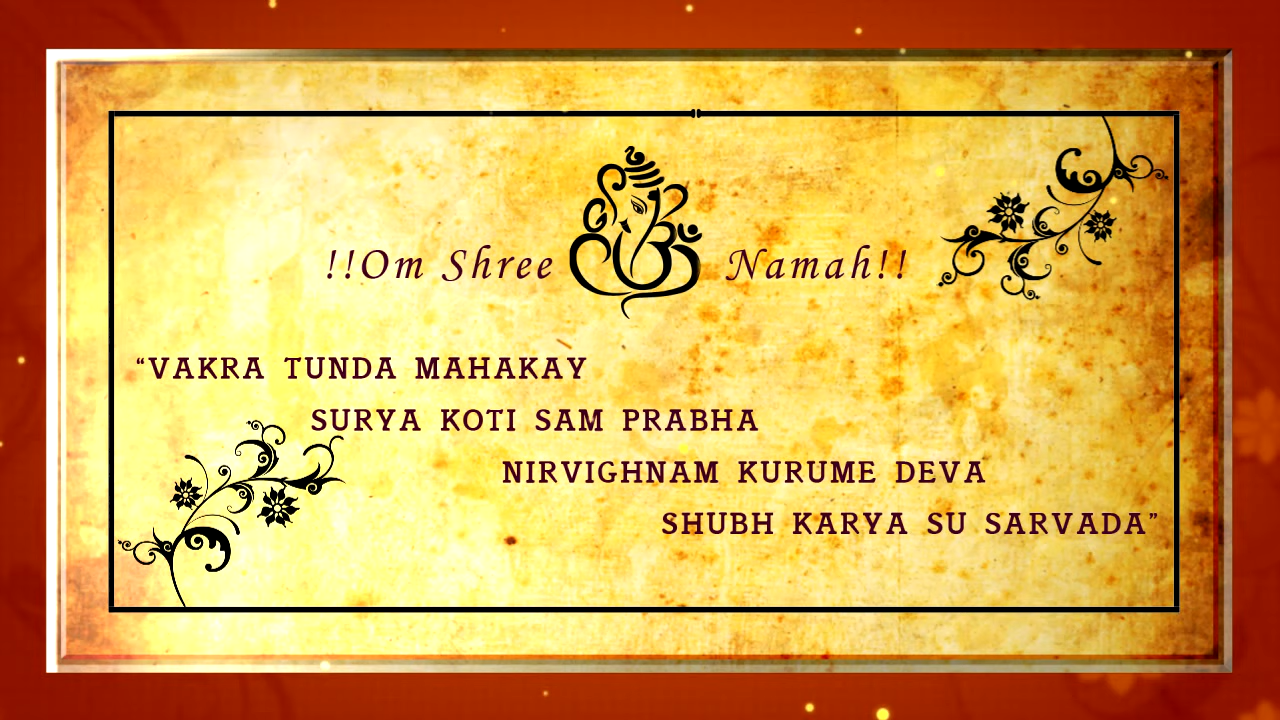 !!Om Shree Namah!!
“VAKRA TUNDA MAHAKAY
SURYA KOTI SAM PRABHA
NIRVIGHNAM KURUME DEVA
SHUBH KARYA SU SARVADA”